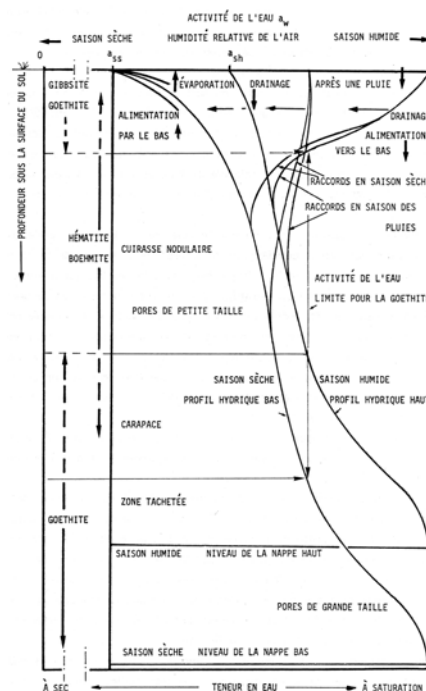 ACTIVITÉ DE L'EAU aw
SAISON SÈCHE HUMIDITÉ RELATIVE DE L'AIR SAISON HUMIDE
0 ass ash
GIBBSITE
GOETHITE
ÉVAPORATION DRAINAGE APRÈS UNE PLUIE
ALIMENTATION
PAR LE BAS
DRAINAGE
ALIMENTATION
VERS LE BAS
RACCORDS EN SAISON SÈCHE
RACCORDS EN SAISON DES
PLUIES
PROFONDEUR SOUS LA SURFACE DU SOL
HÉMATITE
BOEHMITE
CUIRASSE NODULAIRE
PORES DE PETITE TAILLE
ACTIVITÉ DE L'EAU
LIMITE POUR LA GOETHITE
SAISON SÈCHE SAISON HUMIDE
PROFIL HYDRIQUE BAS PROFIL HYDRIQUE HAUT
CARAPACE
GOETHITE
ZONE TACHETÉE
SAISON HUMIDE NIVEAU DE LA NAPPE HAUT
PORES DE GRANDE TAILLE
SAISON SÈCHE NIVEAU DE LA NAPPE BAS
À SEC TENEUR EN EAU À SATURATION